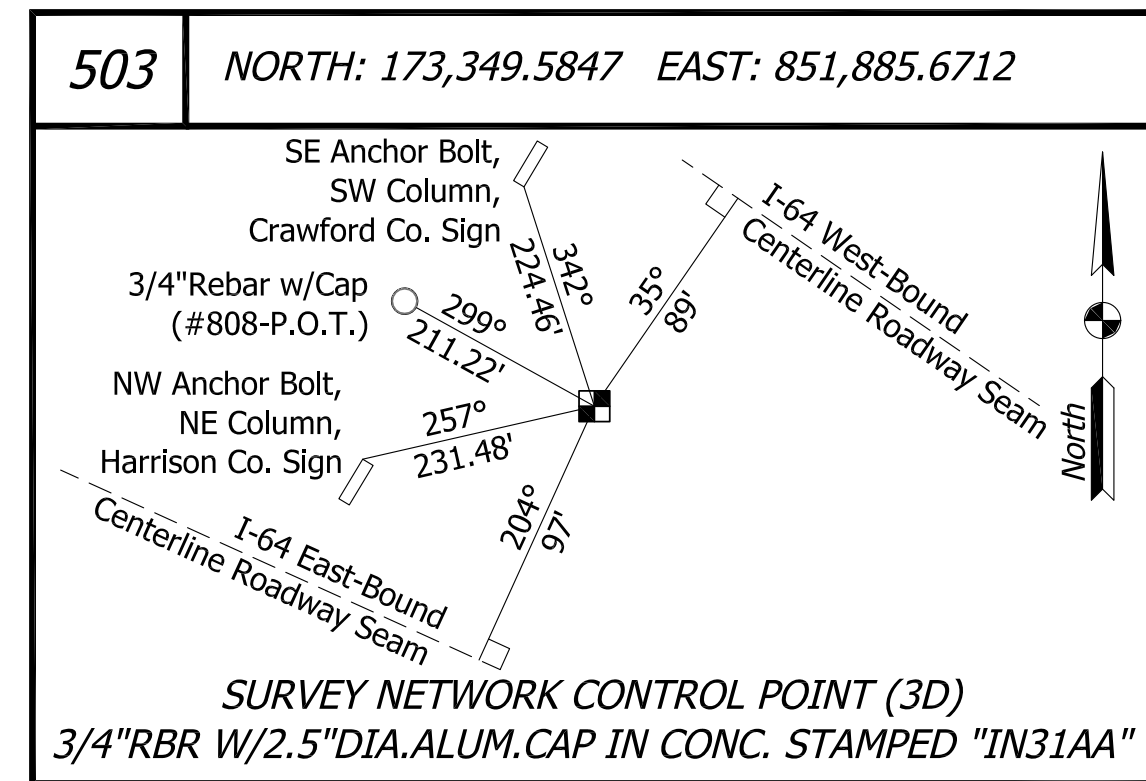 503
NORTH: 173,349.5847 EAST: 851,885.6712
SE Anchor Bolt,
SW Column,
Crawford Co. Sign
342°
224.46'
35°
89'
I-64 West-Bound
Centerline Roadway Seam
3/4"Rebar w/Cap
(#808-P.O.T.)
299°
211.22'
NW Anchor Bolt,
NE Column,
Harrison Co. Sign
257°
231.48'
North
204°
97'
I-64 East-Bound
Centerline Roadway Seam
SURVEY NETWORK CONTROL POINT (3D)
3/4"RBR W/2.5"DIA.ALUM.CAP IN CONC. STAMPED "IN31AA"